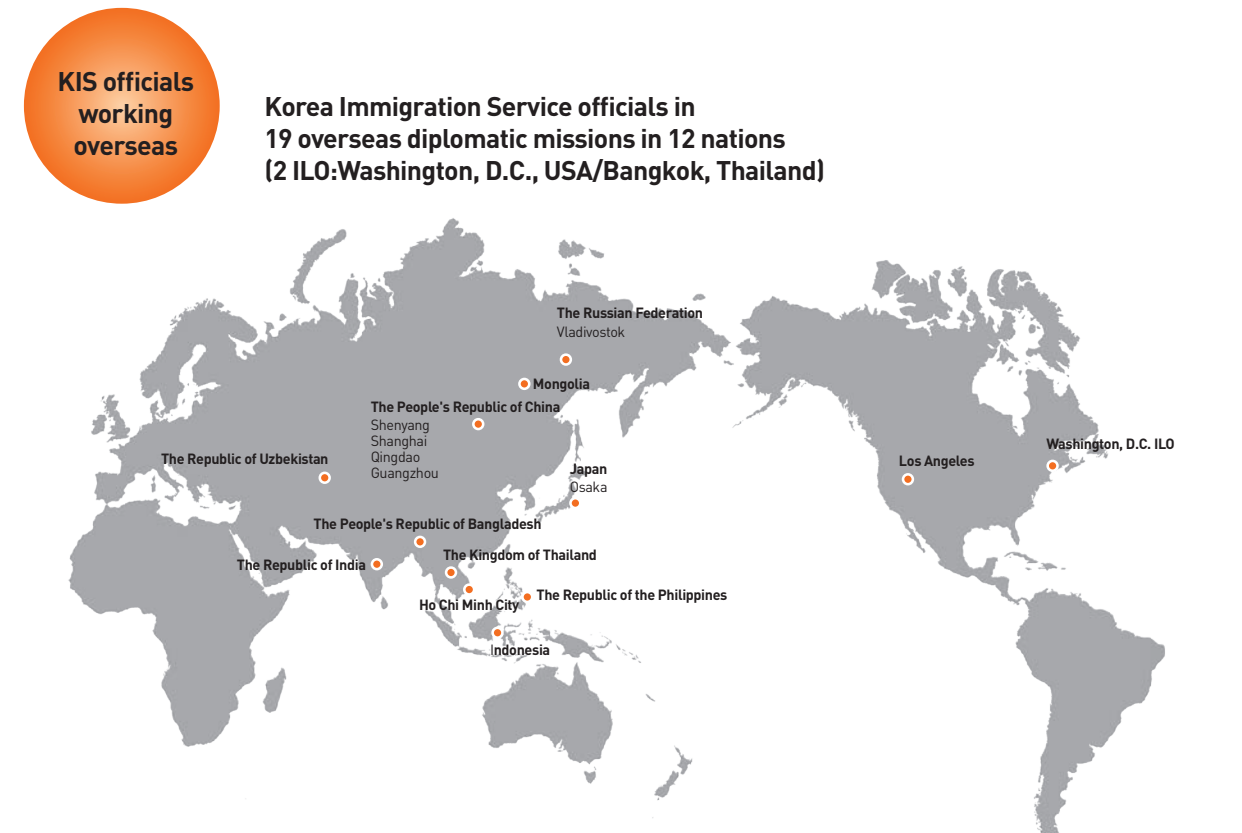 KIS officials
working
overseas
Korea Immigration Service officials in
19 overseas diplomatic missions in 12 nations
(2 ILO:Washington, D.C., USA/Bangkok, Thailand)
The Russian Federation
Vladivostok
Mongolia
The People's Republic of China
Shenyang
Shanghai
Qingdao
Guangzhou
The Republic of Uzbekistan
Japan
Osaka
The People's Republic of Bangladesh
The Kingdom of Thailand
The Republic of India
Ho Chi Minh City
The Republic of the Philippines
Indonesia
Los Angeles
Washington, D.C. ILO